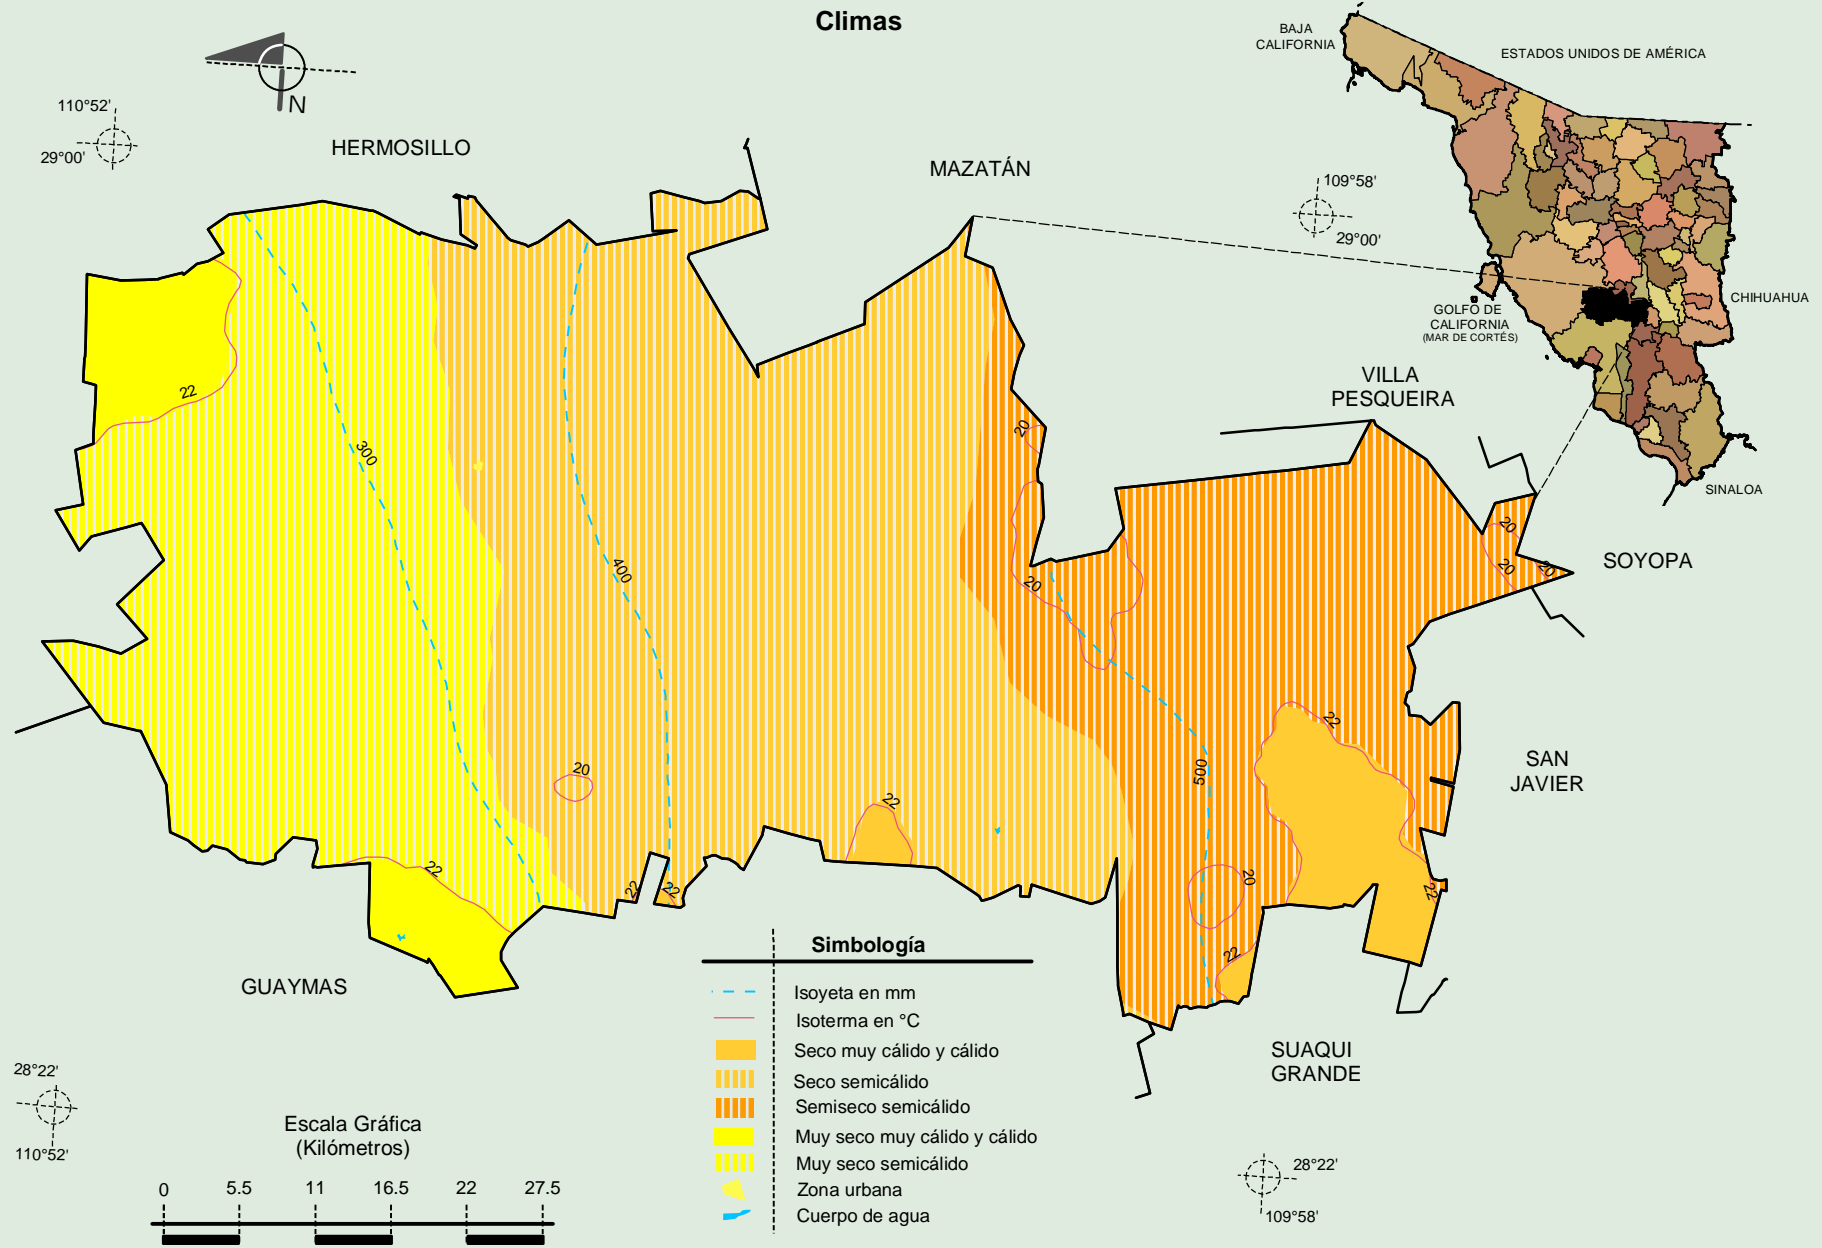 Climas
BAJA
CALIFORNIA
ESTADOS UNIDOS DE AMÉRICA
N
110°52'
29°00'
HERMOSILLO
MAZATÁN
109°58'
29°00'
CHIHUAHUA
GOLFO DE
CALIFORNIA
(MAR DE CORTÉS)
VILLA
PESQUEIRA
SINALOA
22
300
20
400
20
20
20
20
SOYOPA
22
SAN
JAVIER
500
20
22
22
22
22
20
22
22
GUAYMAS
SUAQUI
GRANDE
28°22'
110°52'
Escala Gráfica
(Kilómetros)
0 5.5 11 16.5 22 27.5
Simbología
Isoyeta en mm
Isoterma en °C
Seco muy cálido y cálido
Seco semicálido
Semiseco semicálido
Muy seco muy cálido y cálido
Muy seco semicálido
Zona urbana
Cuerpo de agua
28°22'
109°58'